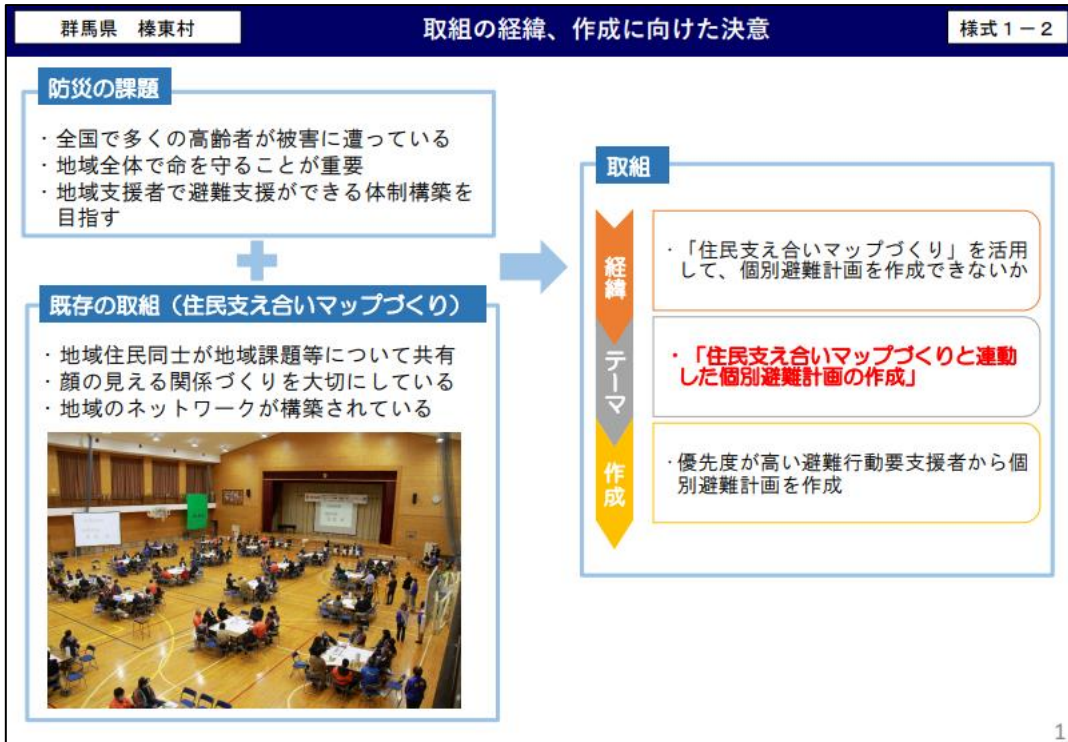 群馬県　榛東村
取組の経緯、作成に向けた決意
様式１－２
防災の課題
・全国で多くの高齢者が被害に遭っている
・地域全体で命を守ることが重要
・地域支援者で避難支援ができる体制構築を
目指す
既存の取組（住民支え合いマップづくり）
・地域住民同士が地域課題等について共有
・顔の見える関係づくりを大切にしている
・地域のネットワークが構築されている
取組
経緯
・「住民支え合いマップづくり」を活用
して、個別避難計画を作成できないか
テーマ
・「住民支え合いマップづくりと連動
した個別避難計画の作成」
作成
・優先度が高い避難行動要支援者から個
別避難計画を作成
1